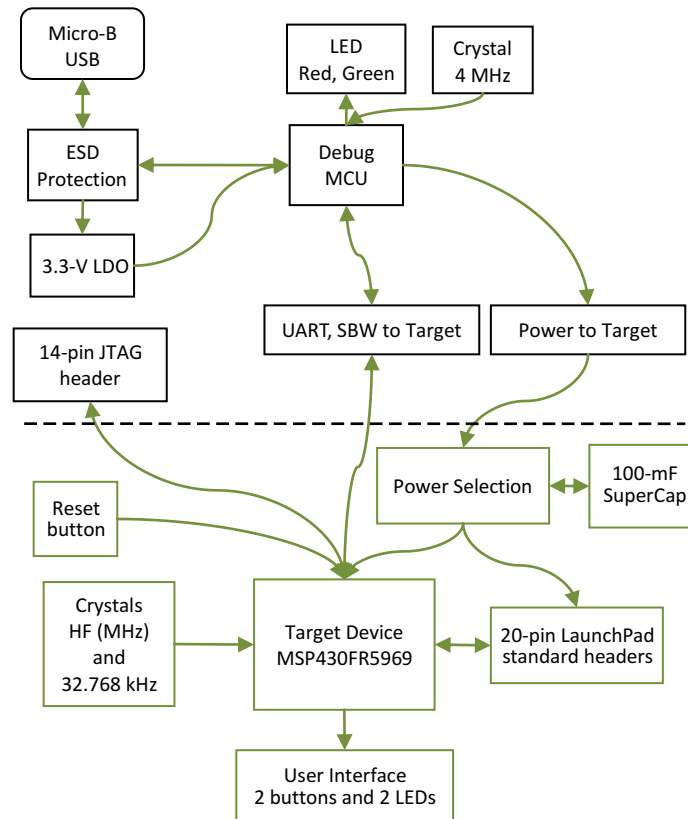 Micro-B
USB
LED
Red, Green
Crystal
4 MHz
ESD
Protection
Debug
MCU
3.3-V LDO
14-pin JTAG
header
UART, SBW to Target
Power to Target
Power Selection
100-mF
SuperCap
Reset
button
Crystals
HF (MHz)
and
32.768 kHz
Target Device
MSP430FR5969
20-pin LaunchPad
standard headers
User Interface
2 buttons and 2 LEDs